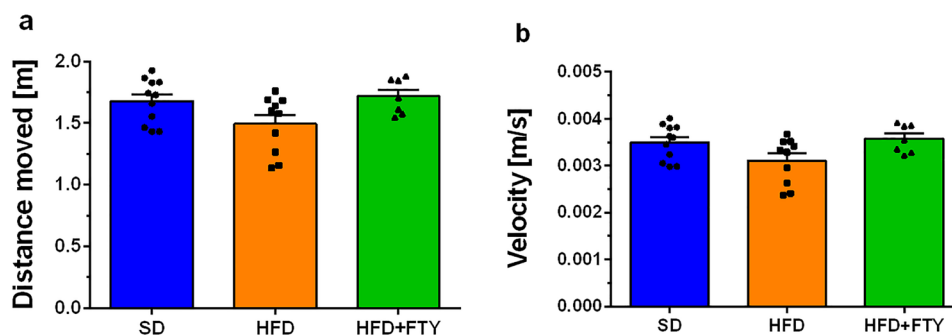 a
Distance moved [m]
2.0
1.5
1.0
0.5
0.0
SD
HFD
HFD+FTY
b
Velocity [m/s]
0.005
0.004
0.003
0.002
0.001
0.000
SD
HFD
HFD+FTY